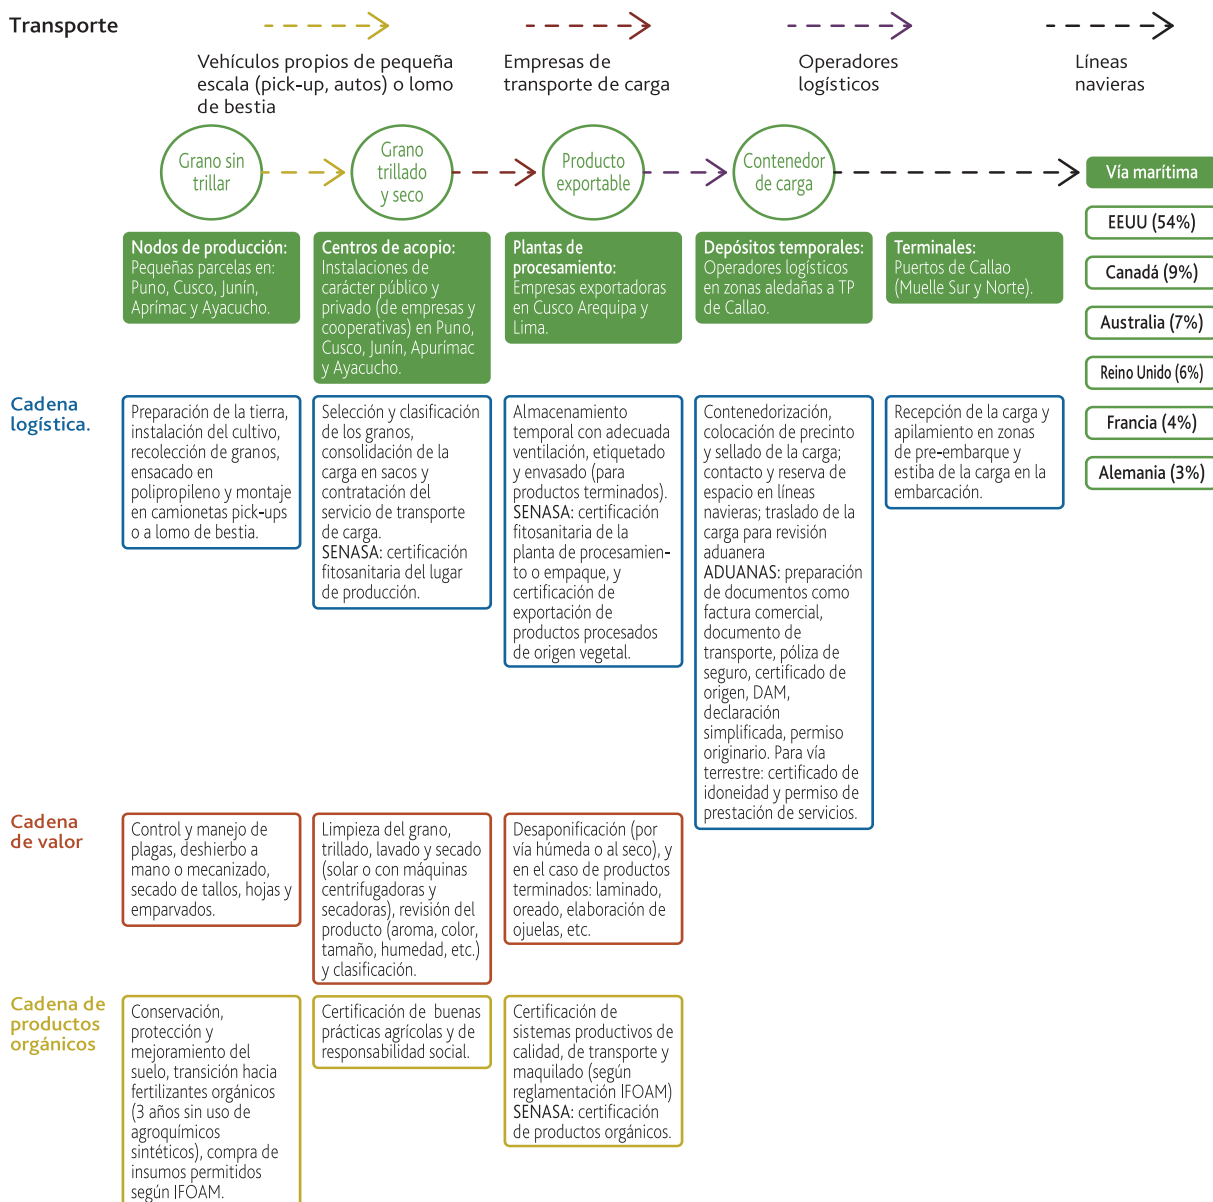 Transporte
Vehículos propios de pequeña
escala (pick-up, autos) o lomo
de bestia
Empresas de
transporte de carga
Operadores
logísticos
Líneas
navieras
Grano sin
trillar
Grano
trillado
y seco
Producto
exportable
Contenedor
de carga
Vía marítima
EEUU (54%)
Canadá (9%)
Australia (7%)
Reino Unido (6%)
Francia (4%)
Alemania (3%)
Nodos de producción:
Pequeñas parcelas en:
Puno, Cusco, Junín,
Aprímac y Ayacucho.
Centros de acopio:
Instalaciones de
carácter público y
privado (de empresas y
cooperativas) en Puno,
Cusco, Junín, Apurímac
y Ayacucho.
Plantas de
procesamiento:
Empresas exportadoras
en Cusco Arequipa y
Lima.
Depósitos temporales:
Operadores logísticos
en zonas aledañas a TP
de Callao.
Terminales:
Puertos de Callao
(Muelle Sur y Norte).
Cadena
logística.
Preparación de la tierra,
instalación del cultivo,
recolección de granos,
ensacado en
polipropileno y montaje
en camionetas pick-ups
o a lomo de bestia.
Selección y clasificación
de los granos,
consolidación de la
carga en sacos y
contratación del
servicio de transporte
de carga.
SENASA: certificación
fitosanitaria del lugar
de producción.
Almacenamiento
temporal con adecuada
ventilación, etiquetado
y envasado (para
productos terminados).
SENASA: certificación
fitosanitaria de la
planta de procesamien-
to o empaque, y
certificación de
exportación de
productos procesados
de origen vegetal.
Contenedorización,
colocación de precinto
y sellado de la carga;
contacto y reserva de
espacio en líneas
navieras; traslado de la
carga para revisión
aduanera
ADUANAS: preparación
de documentos como
factura comercial,
documento de
transporte, póliza de
seguro, certificado de
origen, DAM,
declaración
simplificada, permiso
originario. Para vía
terrestre: certificado de
idoneidad y permiso de
prestación de servicios.
Recepción de la carga y
apilamiento en zonas
de pre-embarque y
estiba de la carga en la
embarcación.
Cadena
de valor
Control y manejo de
plagas, deshierbo a
mano o mecanizado,
secado de tallos, hojas y
emparvados.
Limpieza del grano,
trillado, lavado y secado
(solar o con máquinas
centrifugadoras y
secadoras), revisión del
producto (aroma, color,
tamaño, humedad, etc.)
y clasificación.
Desaponificación (por
vía húmeda o al seco), y
en el caso de productos
terminados: laminado,
oreado, elaboración de
ojuelas, etc.
Cadena de
productos
orgánicos
Conservación,
protección y
mejoramiento del
suelo, transición hacia
fertilizantes orgánicos
(3 años sin uso de
agroquímicos
sintéticos), compra de
insumos permitidos
según IFOAM.
Certificación de buenas
prácticas agrícolas y de
responsabilidad social.
Certificación de
sistemas productivos de
calidad, de transporte y
maquilado (según
reglamentación IFOAM)
SENASA: certificación
de productos orgánicos.